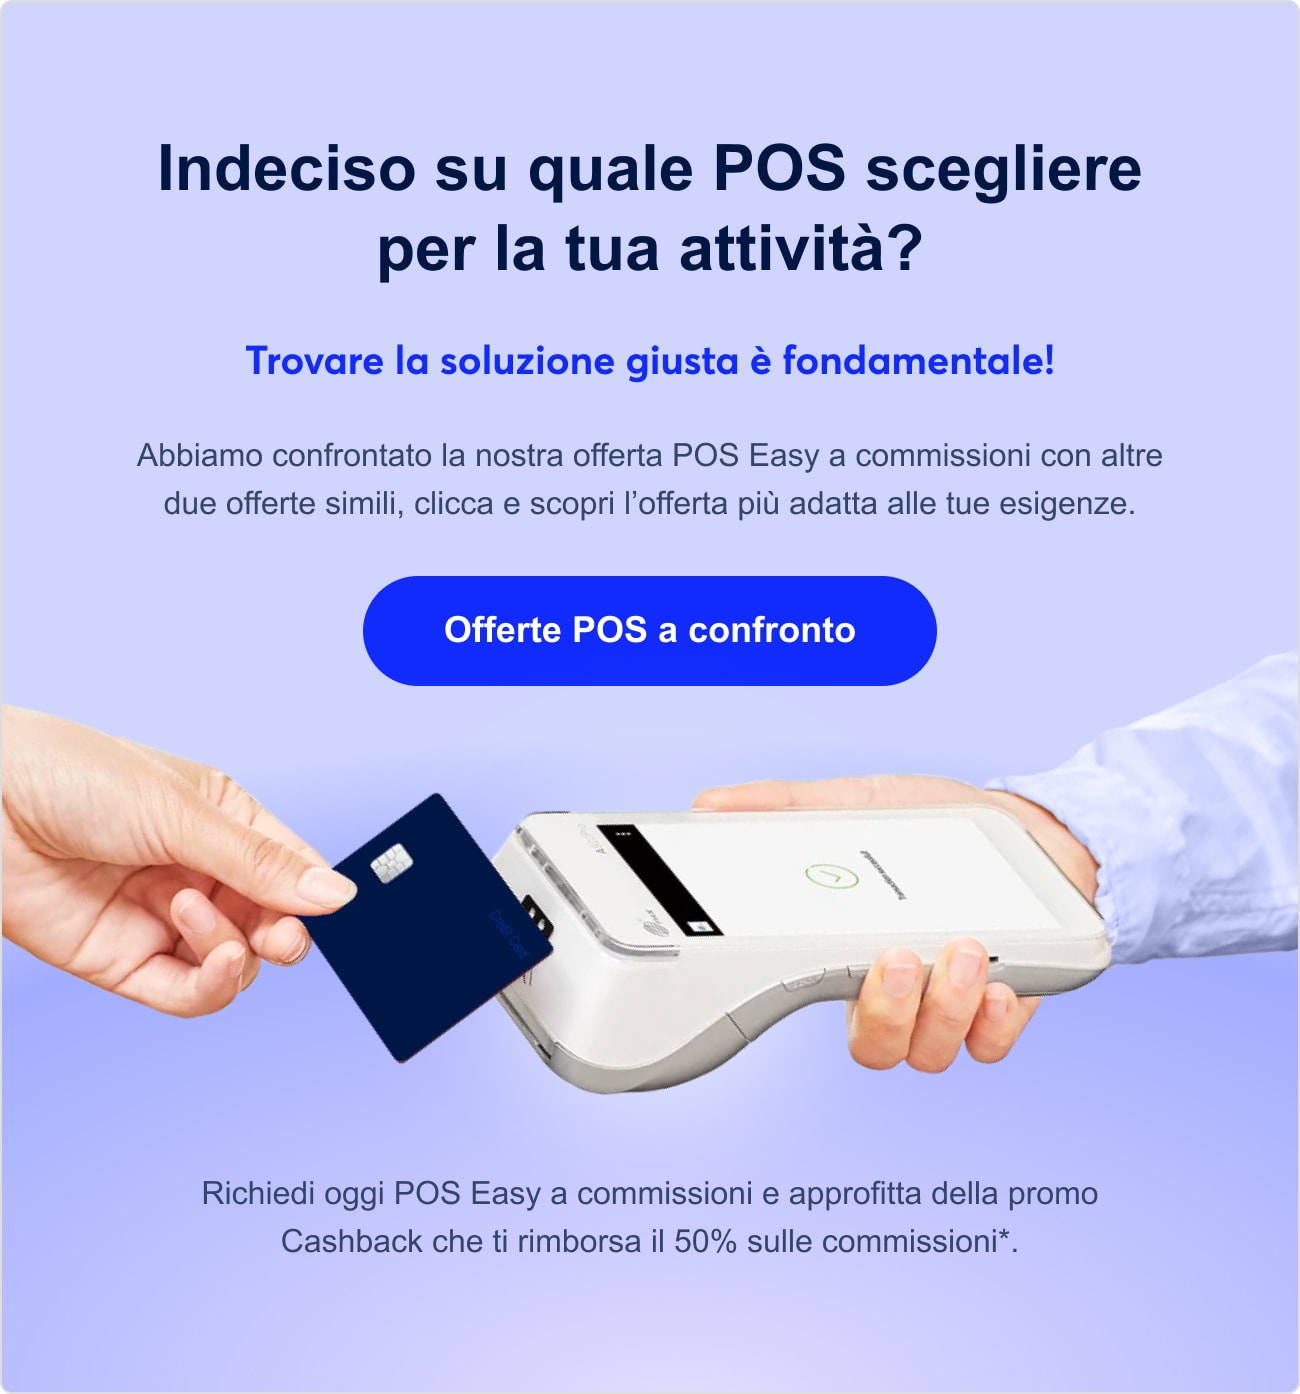 Indeciso su quale POS scegliere
per la tua attività?
Trovare la soluzione giusta è fondamentale!
Abbiamo confrontato la nostra offerta POS Easy a commissioni con altre
due offerte simili, clicca e scopri l’offerta più adatta alle tue esigenze.
Offerte POS a confronto
Credit Card
Richiedi oggi POS Easy a commissioni e approfitta della promo
Cashback che ti rimborsa il 50% sulle commissioni*.